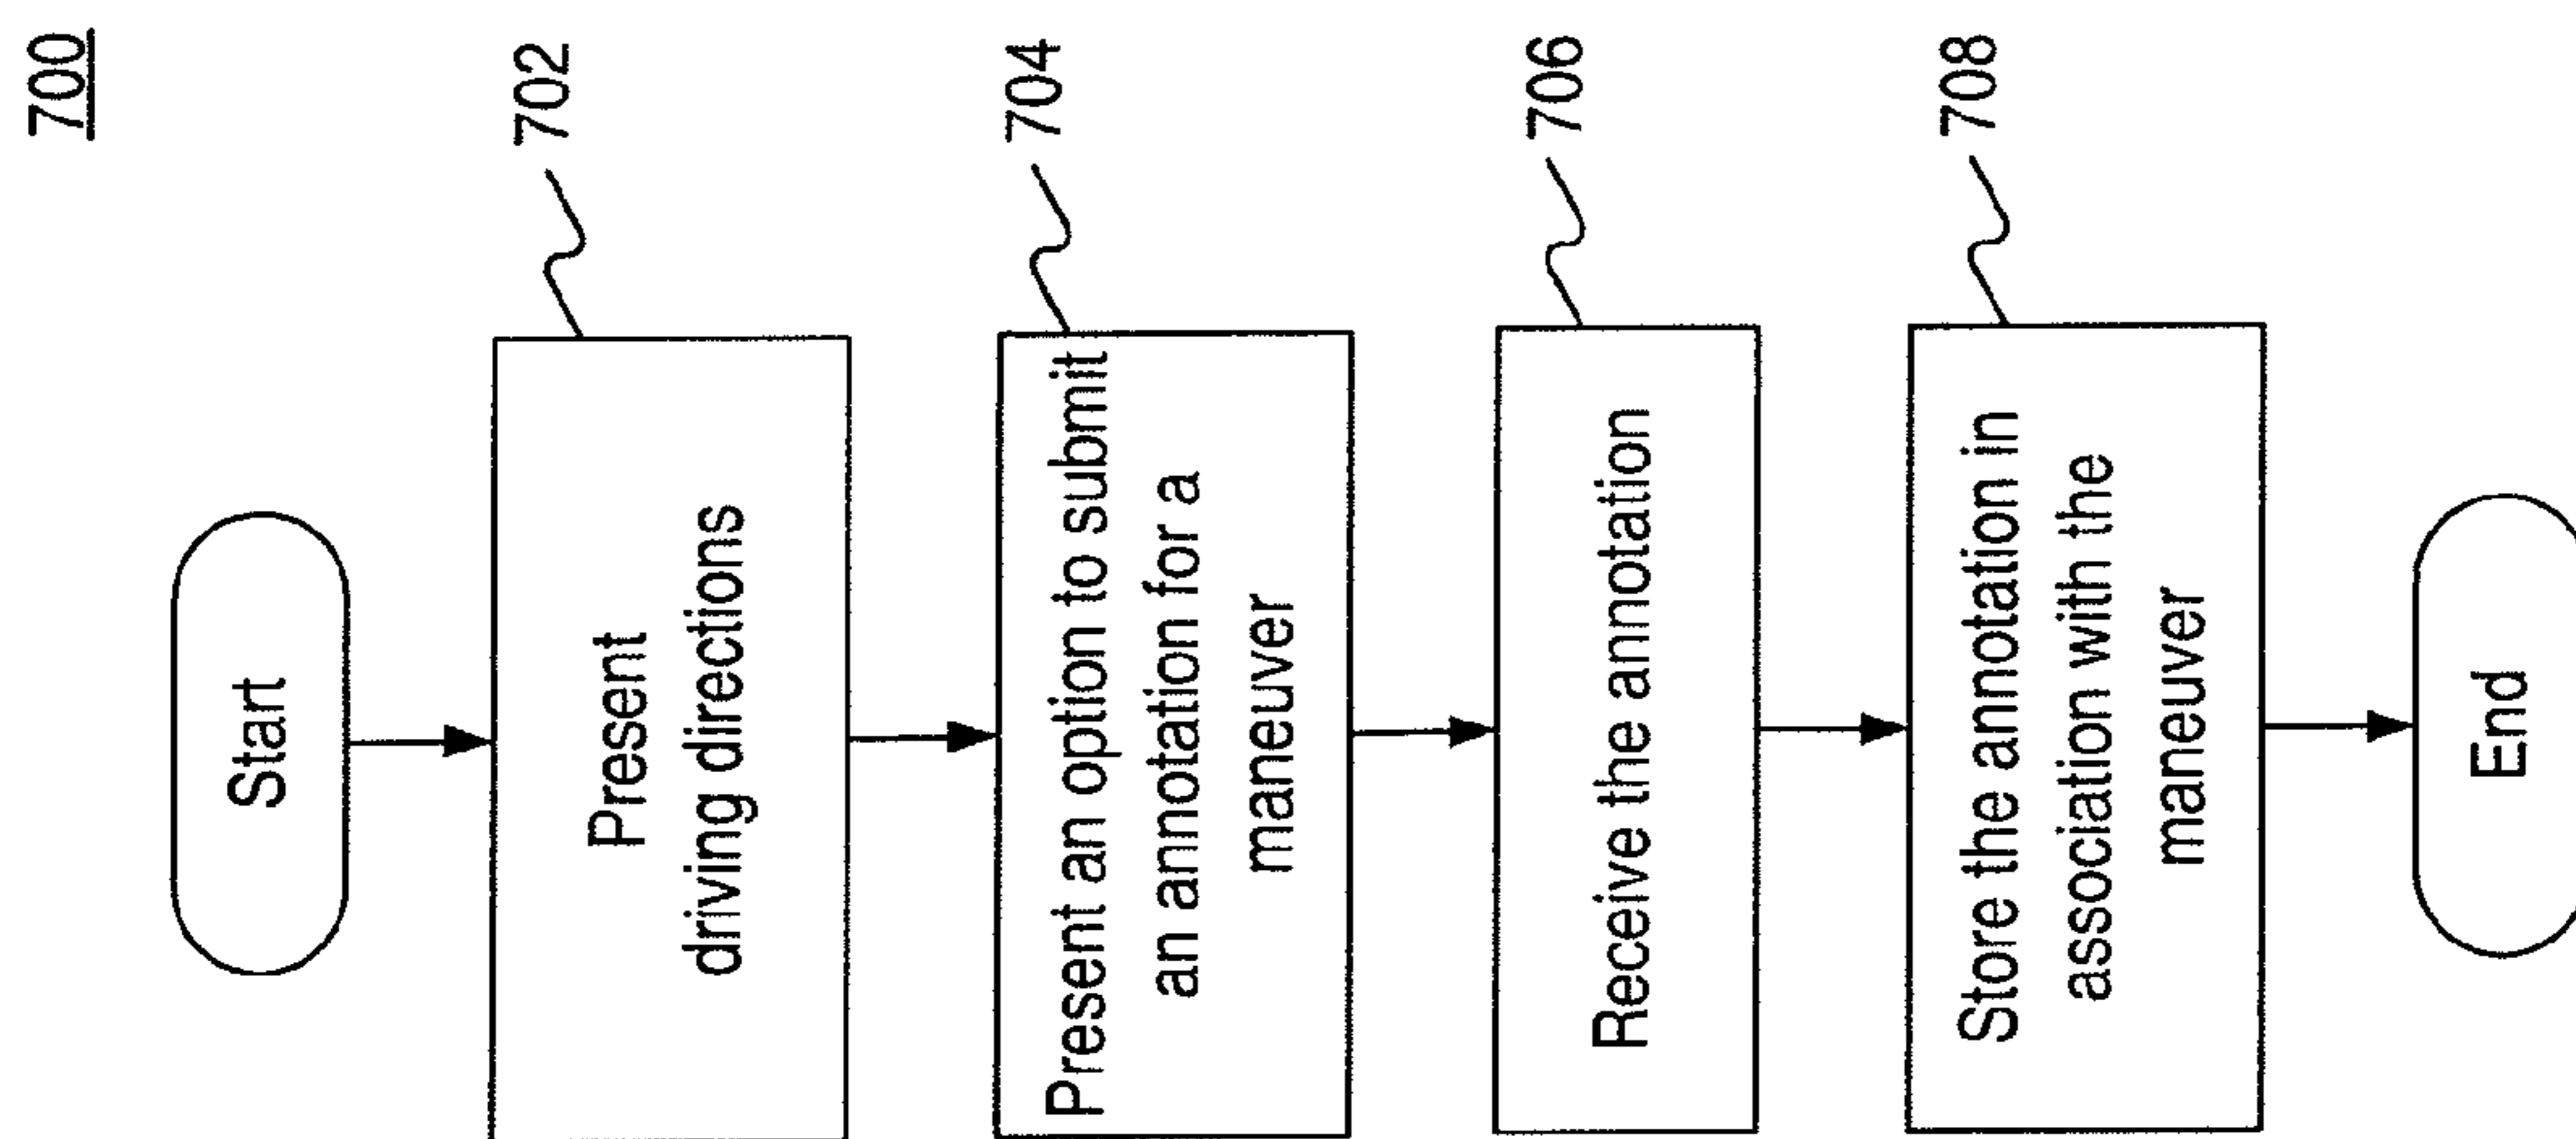 700
Start
Present
driving directions
702
Present an option to submit
an annotation for a
maneuver
704
Receive the annotation
706
Store the annotation in
association with the
maneuver
708
End